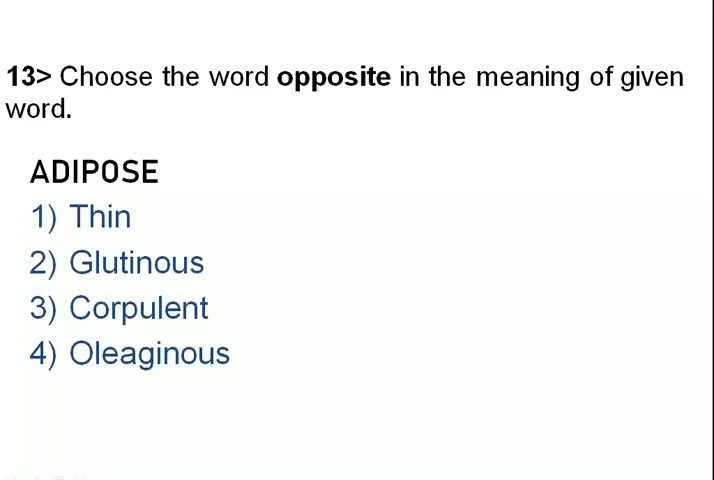 13> Choose the word opposite in the meaning of given
word.
ADIPOSE
1) Thin
2) Glutinous
3) Corpulent
4) Oleaginous